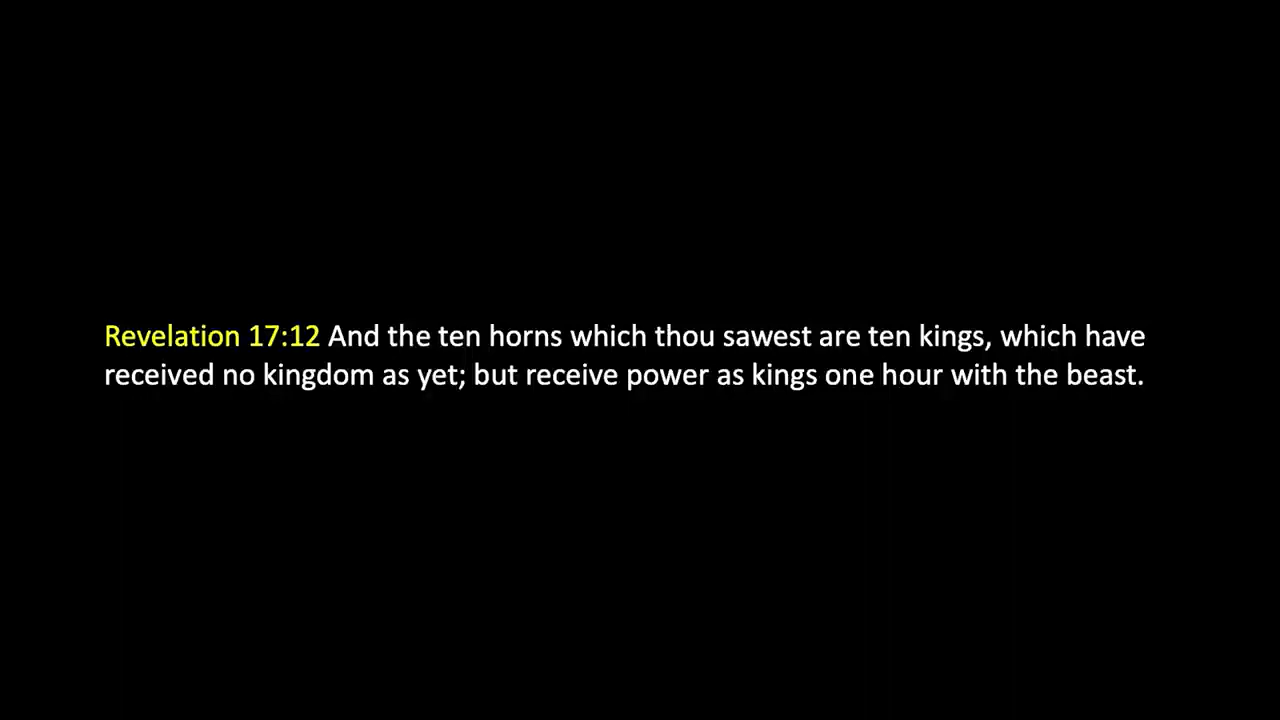 Revelation 17:12 And the ten horns which thou sawest are ten kings, which have
received no kingdom as yet; but receive power as kings one hour with the beast.